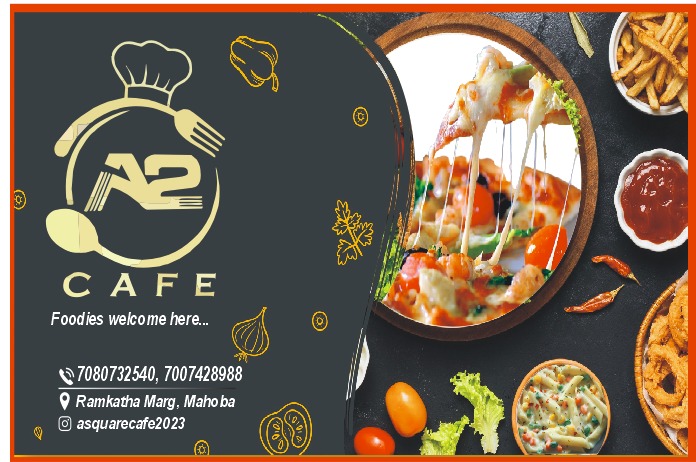 A2
CAFE
Foodies welcome here...
7080732540, 7007428988
Ramkatha Marg, Mahoba
asquarecafe2023